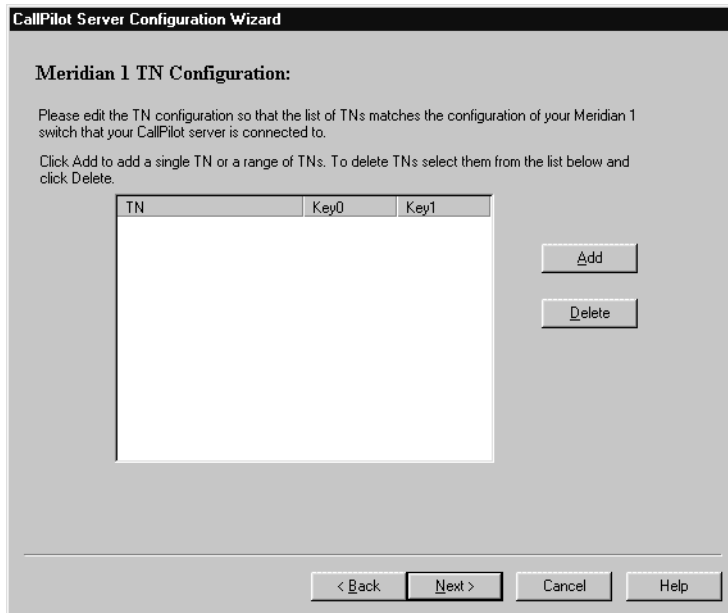 CallPilot Server Configuration Wizard
Meridian 1 TN Configuration:
Please edit the TN configuration so that the list of TNs matches the configuration of your Meridian 1
switch that your CallPilot server is connected to.
Click Add to add a single TN or a range of TNs. To delete TNs select them from the list below and
click Delete.
TN Key0 Key1
Add
Delete
< Back Next > Cancel Help